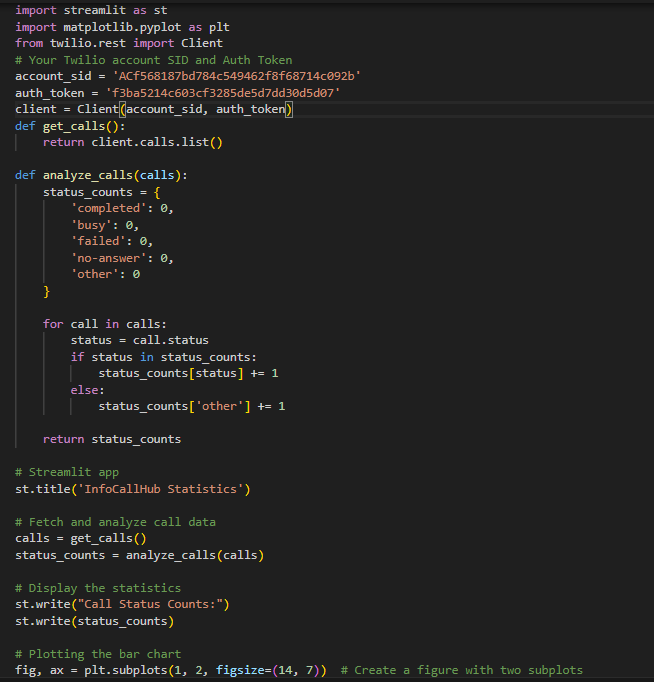 import streamlit as st
import matplotlib.pyplot as plt
from twilio.rest import Client
# Your Twilio account SID and Auth Token
account_sid = 'ACf568187bd784c549462f8f68714c092b'
auth_token = 'f3ba5214c603cf3285de5d7dd30d5d07'
client = Client(account_sid, auth_token)
def get_calls():
    return client.calls.list()

def analyze_calls(calls):
    status_counts = {
        'completed': 0,
        'busy': 0,
        'failed': 0,
        'no-answer': 0,
        'other': 0
    }

    for call in calls:
        status = call.status
        if status in status_counts:
            status_counts[status] += 1
        else:
            status_counts['other'] += 1

    return status_counts

# Streamlit app
st.title('InfoCallHub Statistics')

# Fetch and analyze call data
calls = get_calls()
status_counts = analyze_calls(calls)

# Display the statistics
st.write("Call Status Counts:")
st.write(status_counts)

# Plotting the bar chart
fig, ax = plt.subplots(1, 2, figsize=(14, 7))  # Create a figure with two subplots